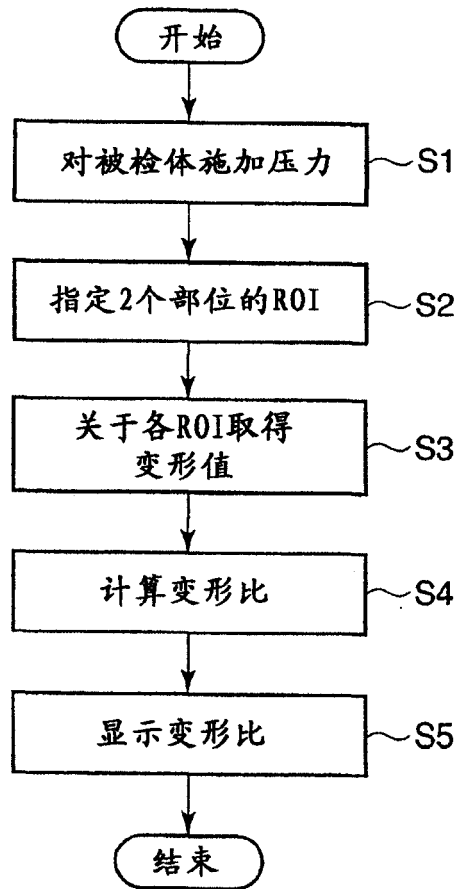 开始
对被检体施加压力 S1
指定2个部位的ROI S2
关于各ROI取得
变形值 S3
计算变形比 S4
显示变形比 S5
结束